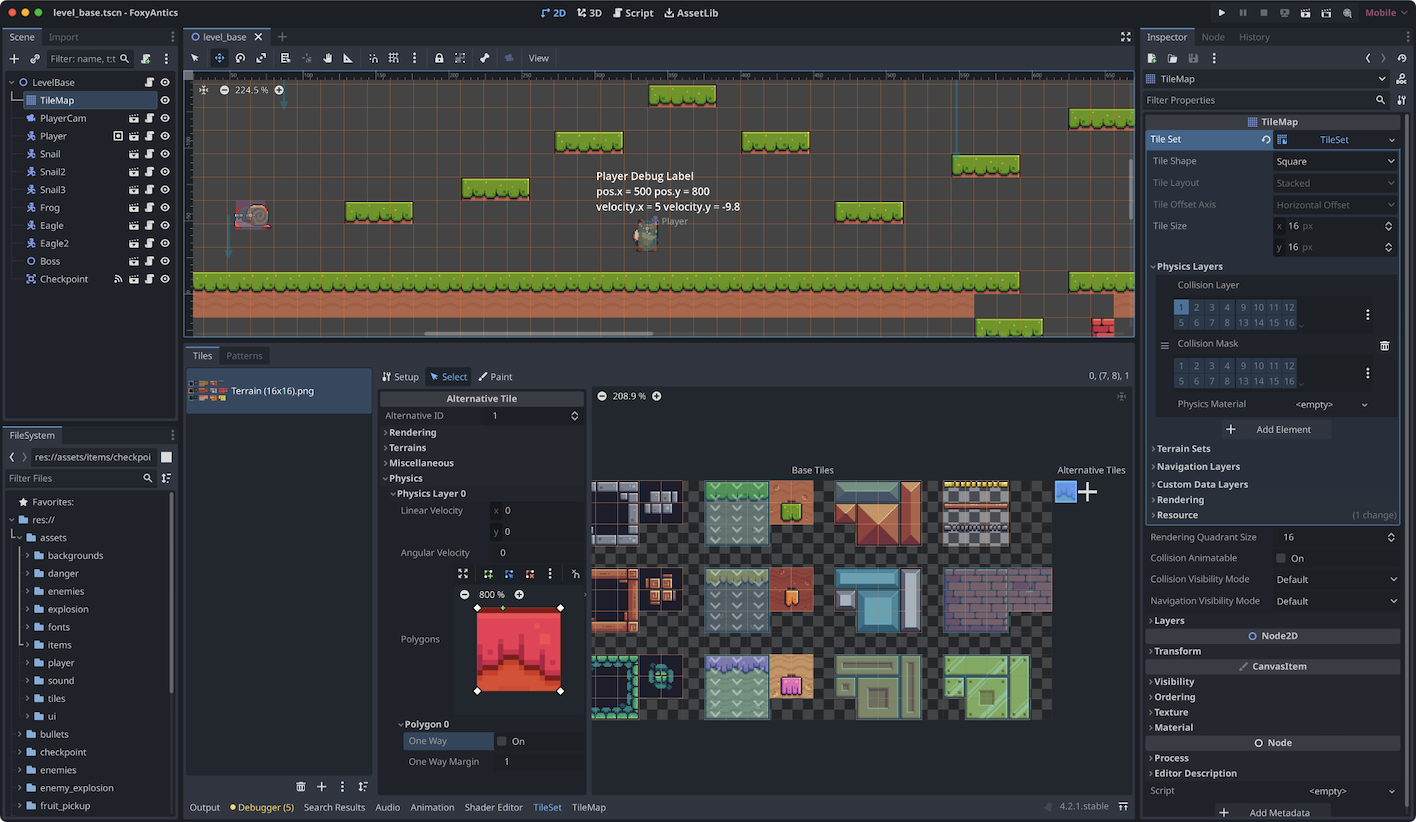 level_base.tscn - FoxyAntics
2D 3D Script AssetLib
Mobile
Scene Import
Filter: name, t:t
LevelBase
TileMap
PlayerCam
Player
Snail
Snail2
Snail3
Frog
Eagle
Eagle2
Boss
Checkpoint
FileSystem
res://assets/items/checkpoi
Filter Files
Favorites:
res://
assets
backgrounds
danger
enemies
explosion
fonts
items
player
sound
tiles
ui
bullets
checkpoint
enemies
enemy_explosion
fruit_pickup
level_base
View
224.5 %
Player Debug Label
pos.x = 500 pos.y = 800
velocity.x = 5 velocity.y = -9.8
Player
Tiles Patterns
Terrain (16x16).png
Setup Select Paint
0, (7, 8), 1
Alternative Tile
Alternative ID 1
Rendering
Terrains
Miscellaneous
Physics
Physics Layer 0
Linear Velocity x 0
y 0
Angular Velocity 0
800 %
Polygons
Polygon 0
One Way On
One Way Margin 1
208.9 %
Base Tiles
Alternative Tiles
Output Debugger (5) Search Results Audio Animation Shader Editor TileSet TileMap
4.2.1.stable
Inspector Node History
TileMap
Filter Properties
TileMap
Tile Set TileSet
Tile Shape Square
Tile Layout Stacked
Tile Offset Axis Horizontal Offset
Tile Size x 16 px
y 16 px
Physics Layers
Collision Layer
1 2 3 4 9 10 11 12
5 6 7 8 13 14 15 16
Collision Mask
1 2 3 4 9 10 11 12
5 6 7 8 13 14 15 16
Physics Material <empty>
Add Element
Terrain Sets
Navigation Layers
Custom Data Layers
Rendering
Resource (1 change)
Rendering Quadrant Size 16
Collision Animatable On
Collision Visibility Mode Default
Navigation Visibility Mode Default
Layers
Node2D
Transform
CanvasItem
Visibility
Ordering
Texture
Material
Node
Process
Editor Description
Script <empty>
Add Metadata